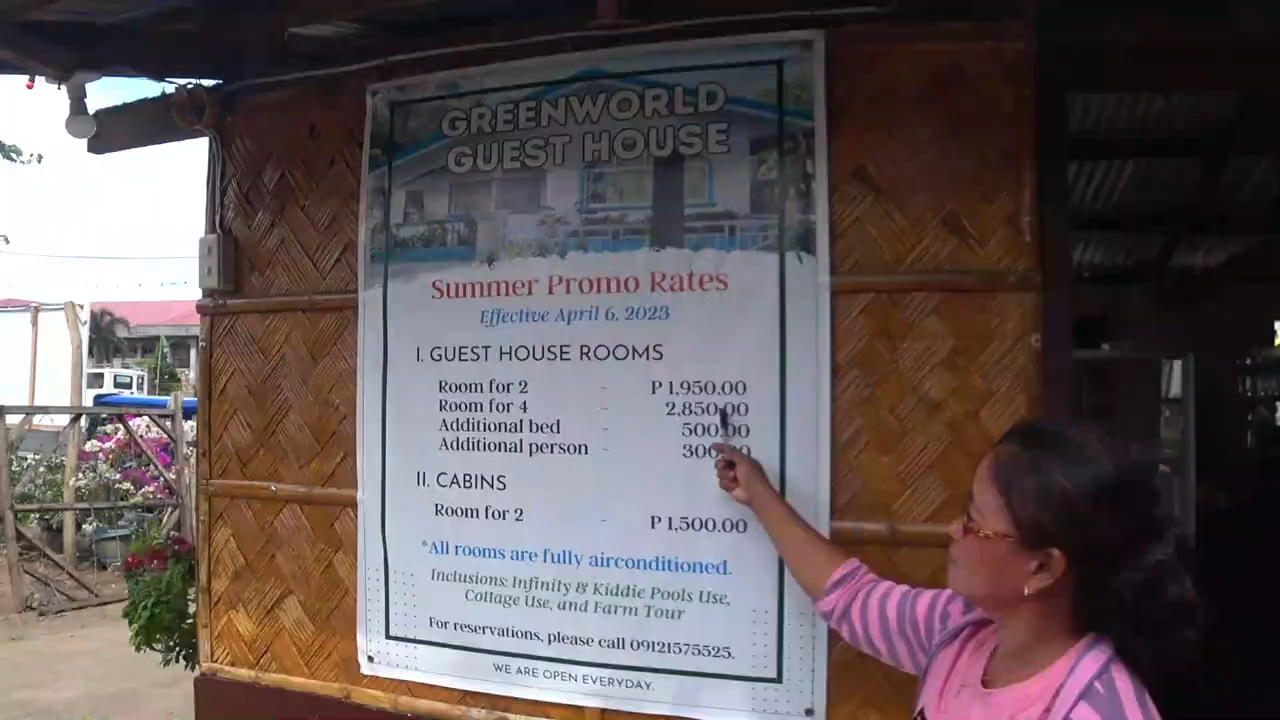 GREENWORLD
GUEST HOUSE
Summer Promo Rates
Effective April 6, 2023
I. GUEST HOUSE ROOMS
Room for 2 - P 1,950.00
Room for 4 - 2,850.00
Additional bed - 500.00
Additional person - 300.00
II. CABINS
Room for 2 - P 1,500.00
*All rooms are fully airconditioned.
Inclusions: Infinity & Kiddie Pools Use,
Cottage Use, and Farm Tour
For reservations, please call 09121575525.
WE ARE OPEN EVERYDAY.